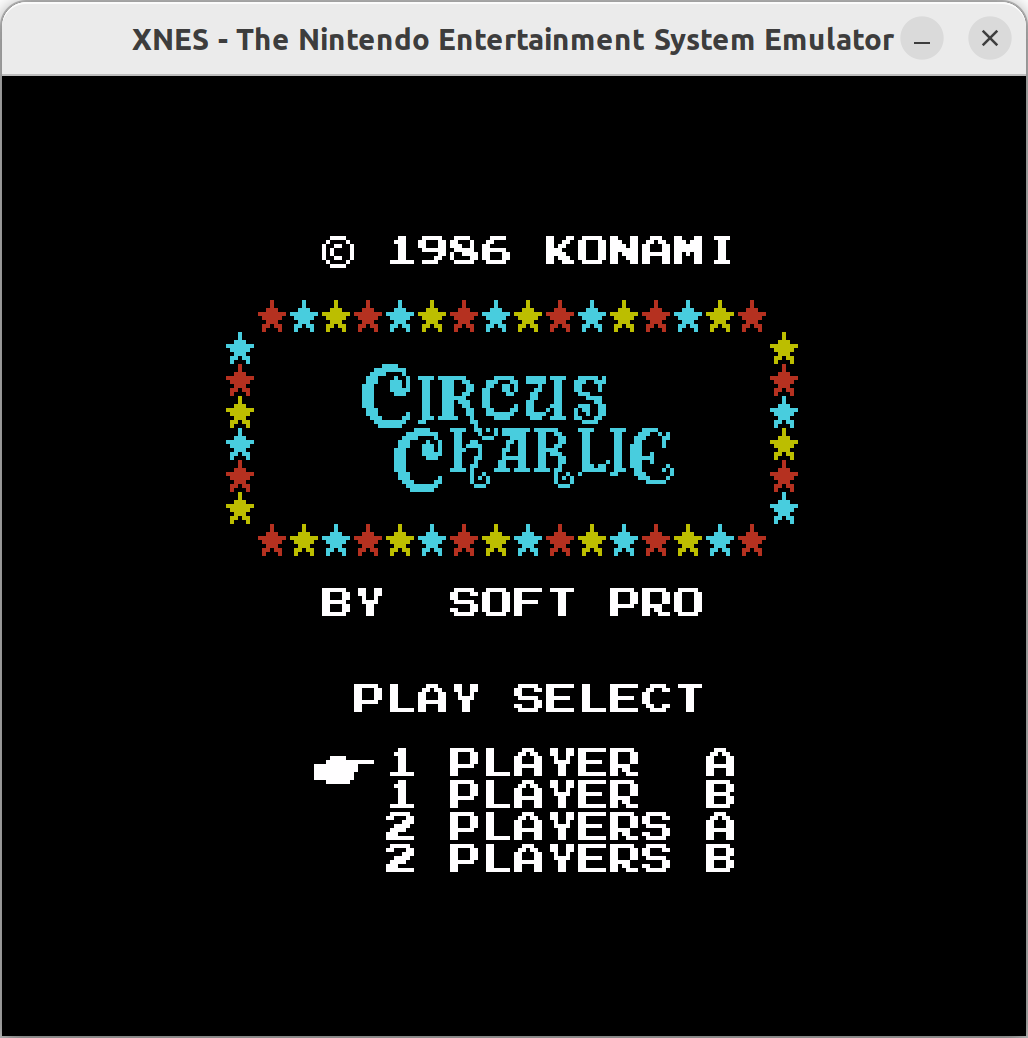 XNES - The Nintendo Entertainment System Emulator
© 1986 KONAMI
CIRCUS
CHARLIE
BY SOFT PRO
PLAY SELECT
1 PLAYER A
1 PLAYER B
2 PLAYERS A
2 PLAYERS B